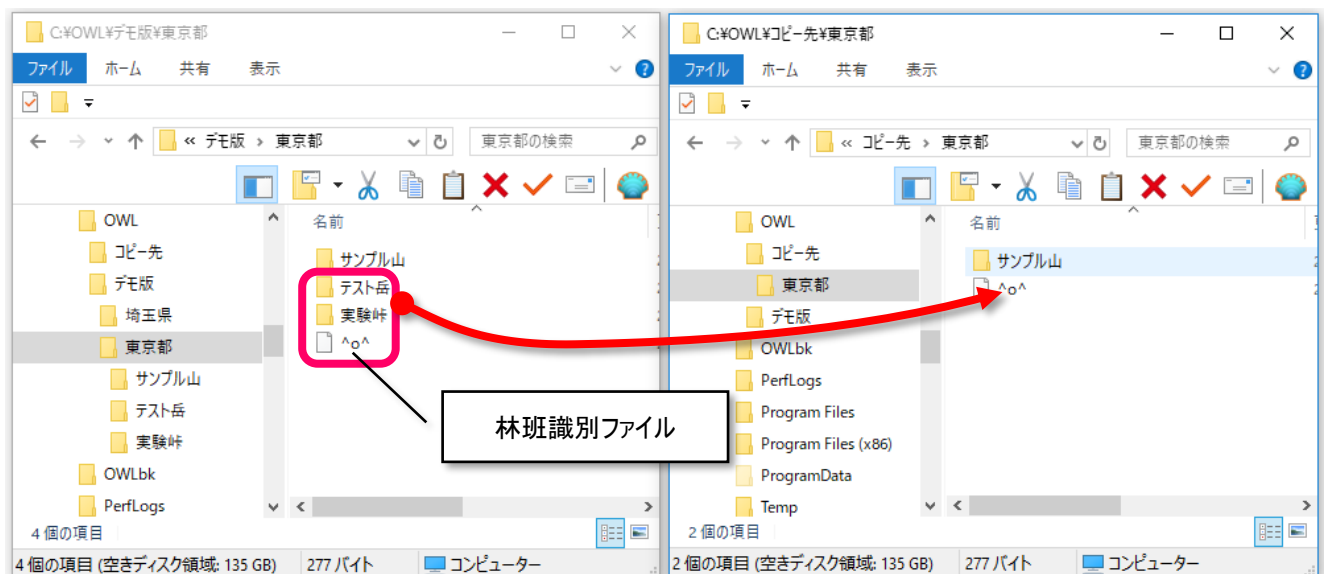 C:¥OWL¥デモ版¥東京都
ファイル ホーム 共有 表示
« デモ版 › 東京都
東京都の検索
OWL
コピー先
デモ版
埼玉県
東京都
サンプル山
テスト岳
実験峠
OWLbk
PerfLogs
名前
サンプル山
テスト岳
実験峠
^o^
林班識別ファイル
4 個の項目
4 個の項目 (空きディスク領域: 135 GB) 277 バイト コンピューター
C:¥OWL¥コピー先¥東京都
ファイル ホーム 共有 表示
« コピー先 › 東京都
東京都の検索
OWL
コピー先
東京都
デモ版
OWLbk
PerfLogs
Program Files
Program Files (x86)
ProgramData
Temp
名前
サンプル山
^o^
2 個の項目
2 個の項目 (空きディスク領域: 135 GB) 277 バイト コンピューター